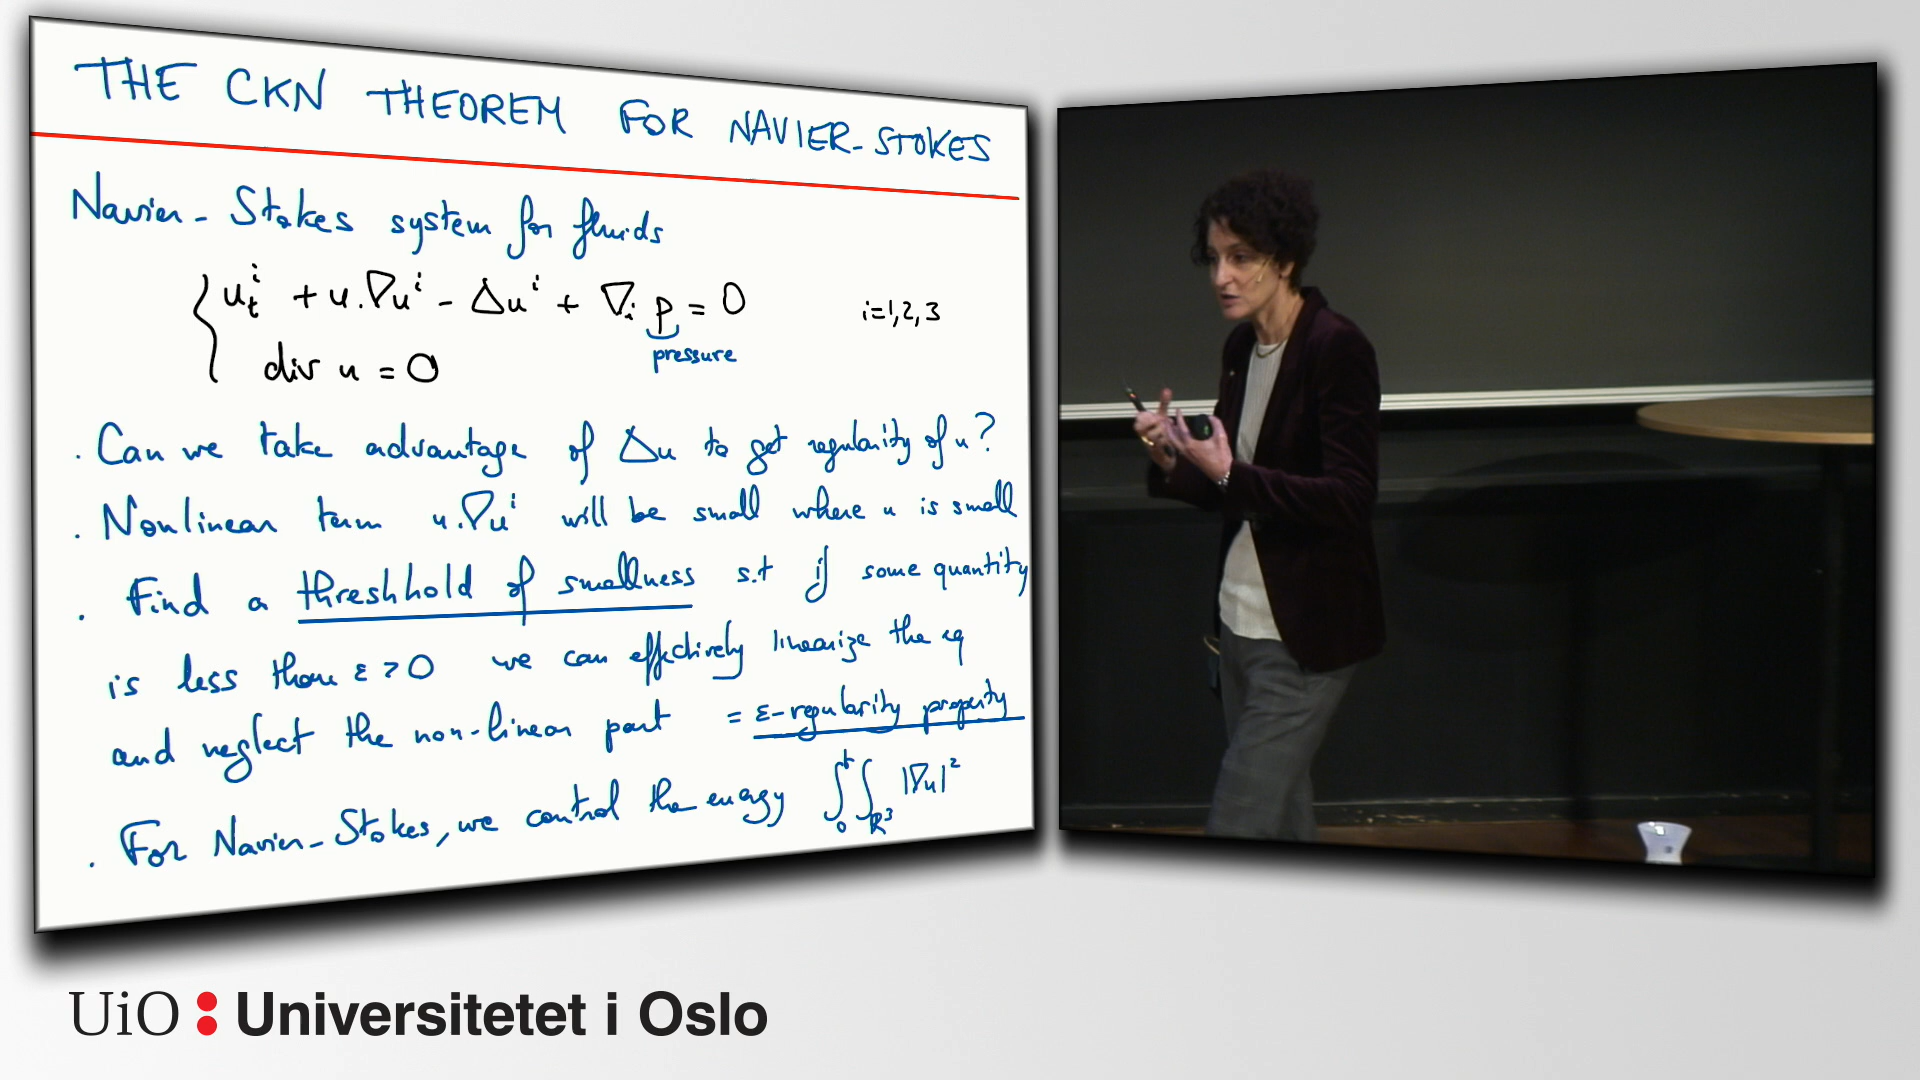 THE CKN THEOREM FOR NAVIER-STOKES
Navier-Stokes system for fluids
u_t^i + u.∇u^i - Δu^i + ∇_i p = 0 i=1,2,3
pressure
div u = 0
. Can we take advantage of Δu to get regularity of u?
. Nonlinear term u.∇u^i will be small where u is small
. Find a threshhold of smallness s.t if some quantity
is less than ε > 0 we can effectively linearize the eq
and neglect the non-linear part = ε-regularity property
. For Navier-Stokes, we control the energy ∫_0^t ∫_{R^3} |∇u|^2
UiO : Universitetet i Oslo